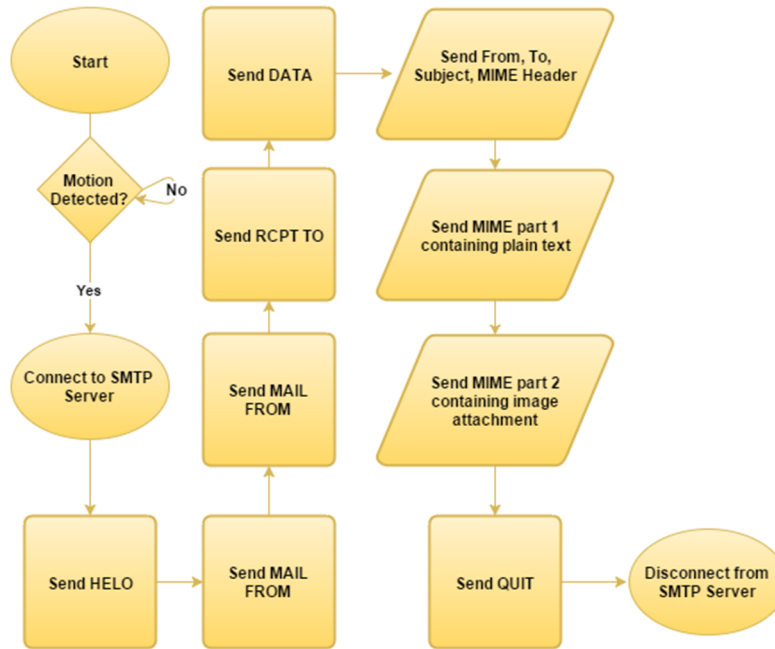 Start
Motion
Detected?
No
Yes
Connect to SMTP
Server
Send HELO
Send MAIL
FROM
Send MAIL
FROM
Send RCPT TO
Send DATA
Send From, To,
Subject, MIME Header
Send MIME part 1
containing plain text
Send MIME part 2
containing image
attachment
Send QUIT
Disconnect from
SMTP Server